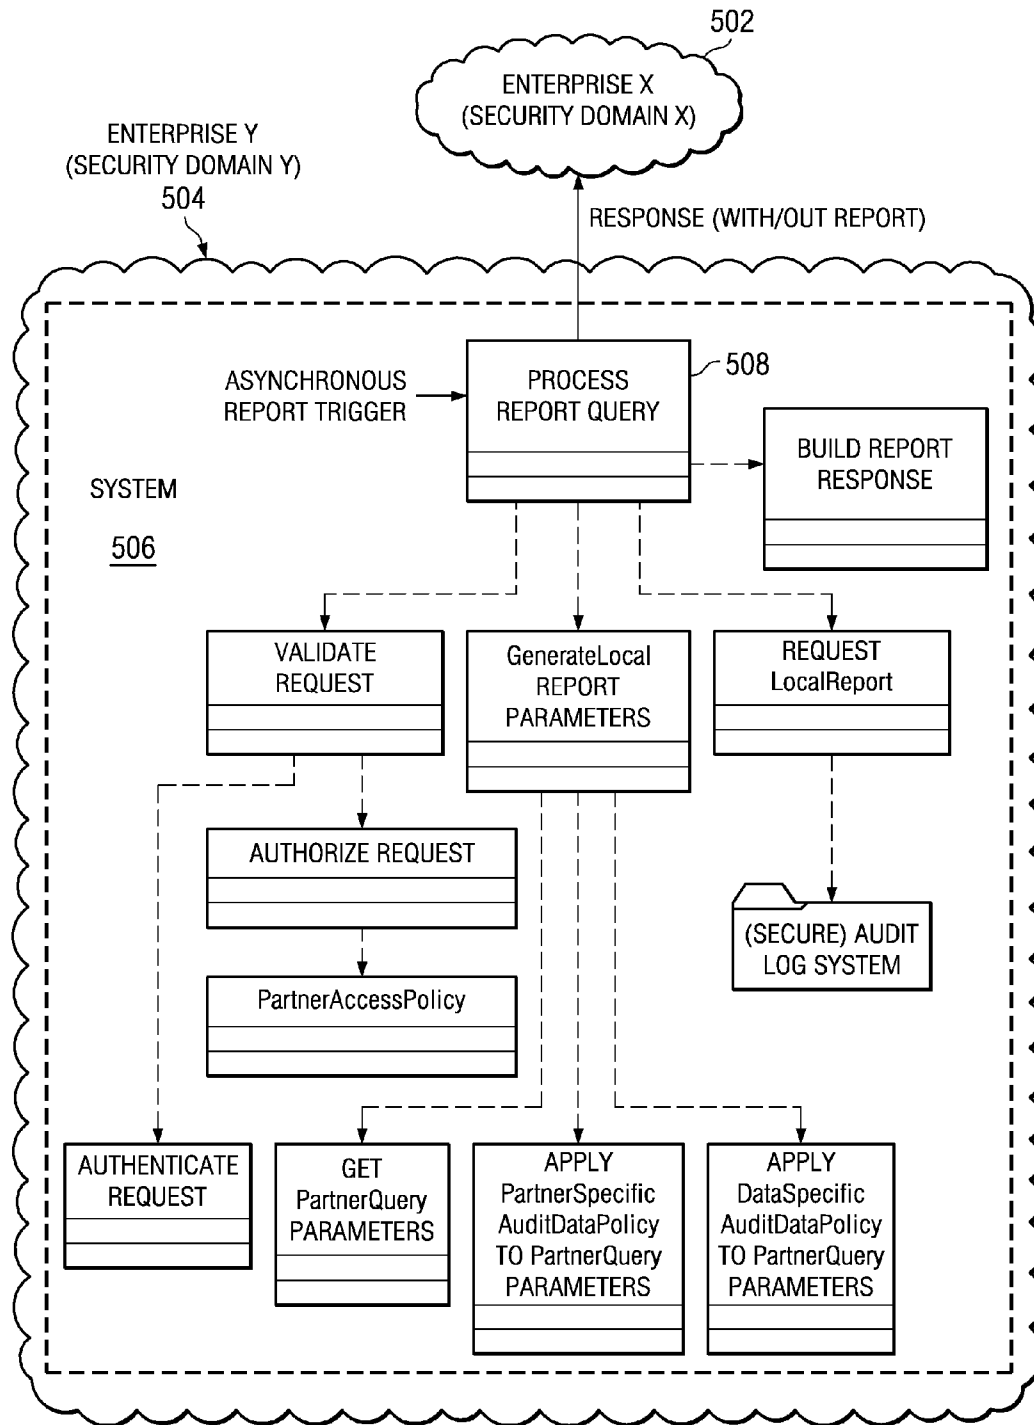 502
ENTERPRISE X
(SECURITY DOMAIN X)
ENTERPRISE Y
(SECURITY DOMAIN Y)
504
RESPONSE (WITH/OUT REPORT)
508
ASYNCHRONOUS
REPORT TRIGGER
PROCESS
REPORT QUERY
BUILD REPORT
RESPONSE
SYSTEM
506
VALIDATE
REQUEST
GenerateLocal
REPORT
PARAMETERS
REQUEST
LocalReport
AUTHORIZE REQUEST
(SECURE) AUDIT
LOG SYSTEM
PartnerAccessPolicy
AUTHENTICATE
REQUEST
GET
PartnerQuery
PARAMETERS
APPLY
PartnerSpecific
AuditDataPolicy
TO PartnerQuery
PARAMETERS
APPLY
DataSpecific
AuditDataPolicy
TO PartnerQuery
PARAMETERS